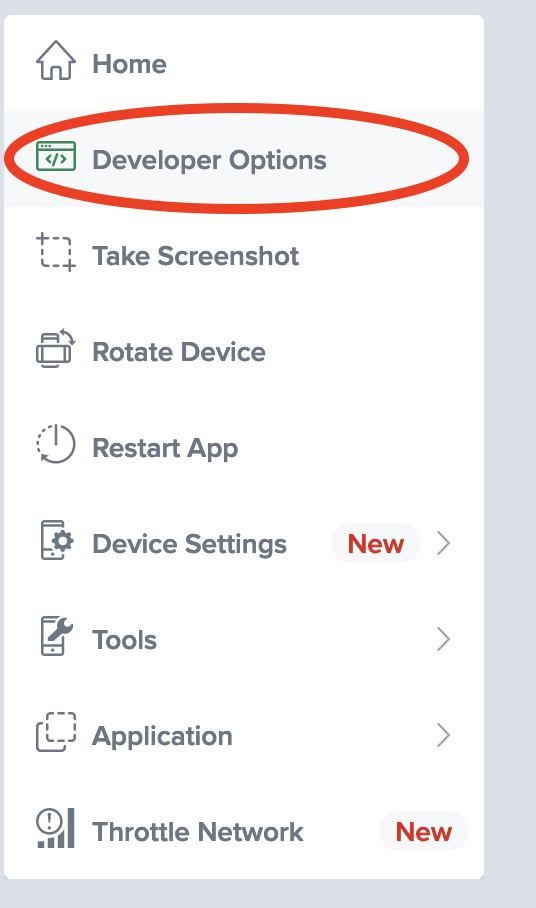 Home
Developer Options
Take Screenshot
Rotate Device
Restart App
Device Settings New
Tools
Application
Throttle Network New